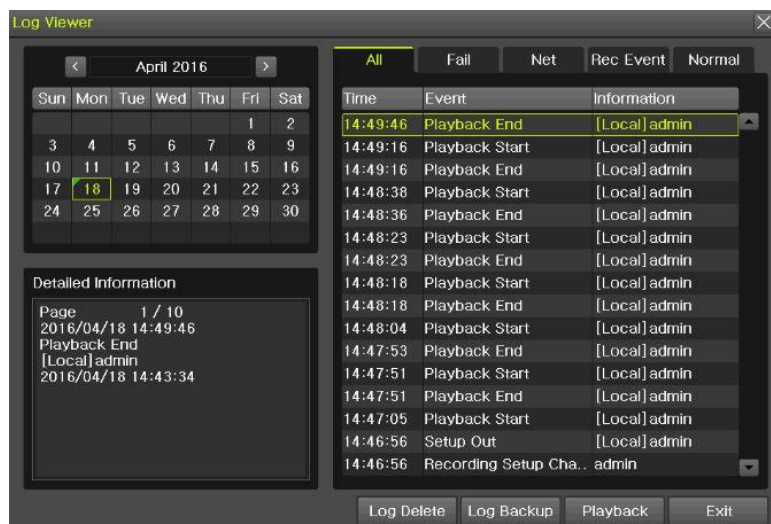 Log Viewer
< April 2016 >
Sun Mon Tue Wed Thu Fri Sat
1 2
3 4 5 6 7 8 9
10 11 12 13 14 15 16
17 18 19 20 21 22 23
24 25 26 27 28 29 30
Detailed Information
Page 1 / 10
2016/04/18 14:49:46
Playback End
[Local]admin
2016/04/18 14:43:34
All Fail Net Rec Event Normal
Time Event Information
14:49:46 Playback End [Local]admin
14:49:16 Playback Start [Local]admin
14:49:16 Playback End [Local]admin
14:48:38 Playback Start [Local]admin
14:48:36 Playback End [Local]admin
14:48:23 Playback Start [Local]admin
14:48:23 Playback End [Local]admin
14:48:18 Playback Start [Local]admin
14:48:18 Playback End [Local]admin
14:48:04 Playback Start [Local]admin
14:47:53 Playback End [Local]admin
14:47:51 Playback Start [Local]admin
14:47:51 Playback End [Local]admin
14:47:05 Playback Start [Local]admin
14:46:56 Setup Out [Local]admin
14:46:56 Recording Setup Cha.. admin
Log Delete Log Backup Playback Exit